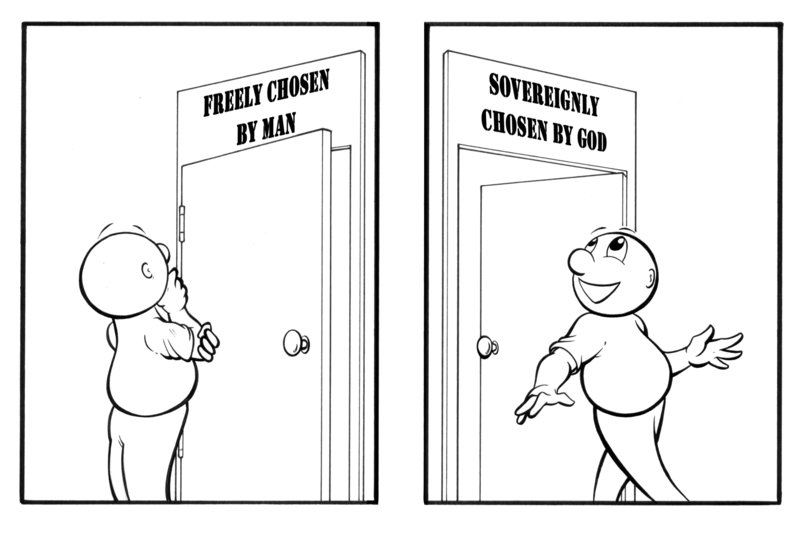 FREELY CHOSEN
BY MAN
SOVEREIGNLY
CHOSEN BY GOD